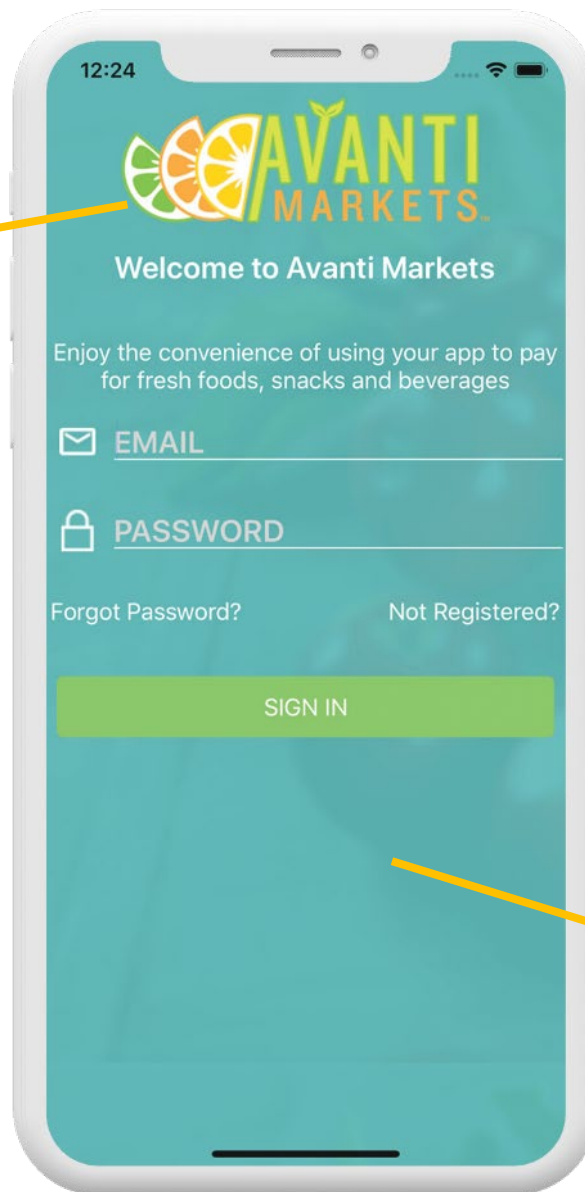 12:24
AVANTI
MARKETS™
Welcome to Avanti Markets
Enjoy the convenience of using your app to pay
for fresh foods, snacks and beverages
EMAIL
PASSWORD
Forgot Password? Not Registered?
SIGN IN